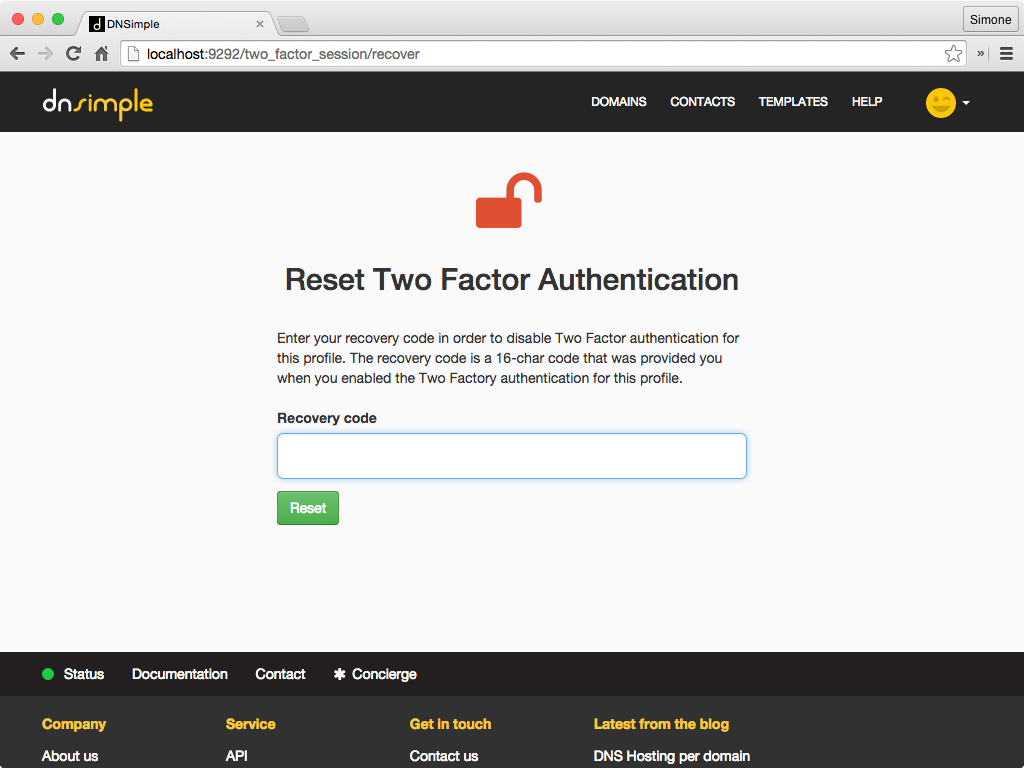 DNSimple
Simone
localhost:9292/two_factor_session/recover
dnsimple
DOMAINS CONTACTS TEMPLATES HELP
Reset Two Factor Authentication
Enter your recovery code in order to disable Two Factor authentication for
this profile. The recovery code is a 16-char code that was provided you
when you enabled the Two Factory authentication for this profile.
Recovery code
Reset
Status Documentation Contact ✱ Concierge
Company Service Get in touch Latest from the blog
About us API Contact us DNS Hosting per domain